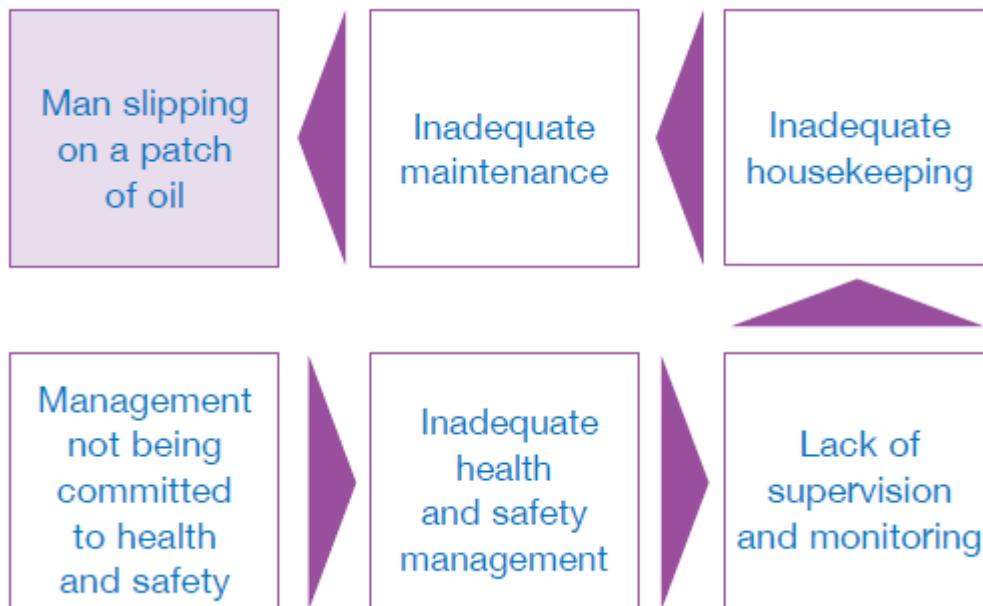 Man slipping
on a patch
of oil
Inadequate
maintenance
Inadequate
housekeeping
Management
not being
committed
to health
and safety
Inadequate
health
and safety
management
Lack of
supervision
and monitoring